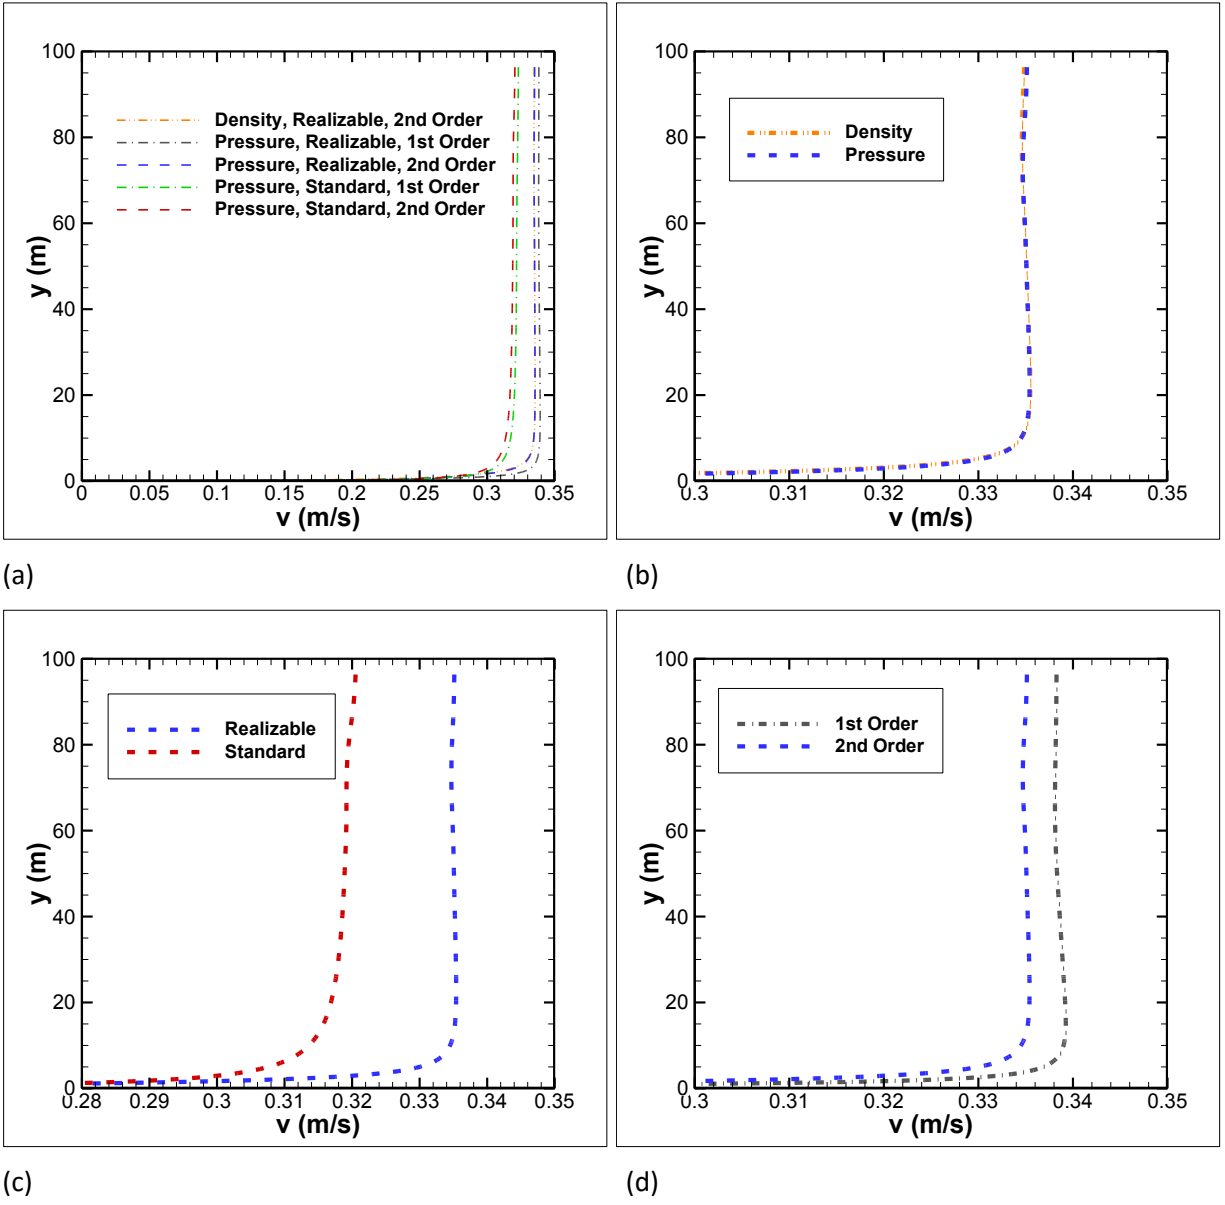 100
80
60
40
20
0
y (m)
Density, Realizable, 2nd Order
Pressure, Realizable, 1st Order
Pressure, Realizable, 2nd Order
Pressure, Standard, 1st Order
Pressure, Standard, 2nd Order
0 0.05 0.1 0.15 0.2 0.25 0.3 0.35
v (m/s)
(a)
100
80
60
40
20
0
y (m)
Density
Pressure
0.3 0.31 0.32 0.33 0.34 0.35
v (m/s)
(b)
100
80
60
40
20
0
y (m)
Realizable
Standard
0.28 0.29 0.3 0.31 0.32 0.33 0.34 0.35
v (m/s)
(c)
100
80
60
40
20
0
y (m)
1st Order
2nd Order
0.3 0.31 0.32 0.33 0.34 0.35
v (m/s)
(d)